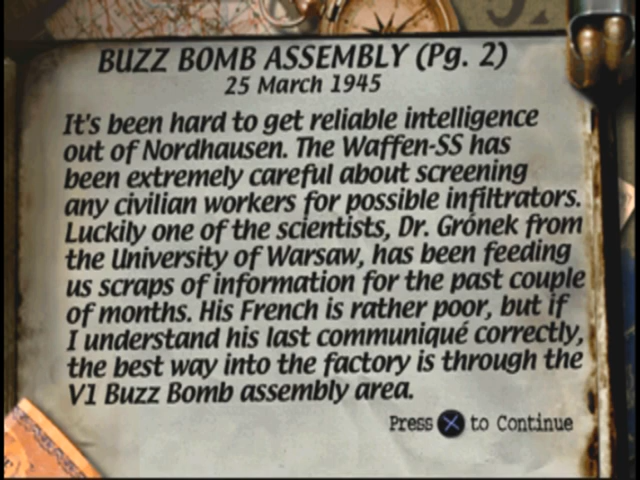 BUZZ BOMB ASSEMBLY (Pg. 2)
25 March 1945
It's been hard to get reliable intelligence
out of Nordhausen. The Waffen-SS has
been extremely careful about screening
any civilian workers for possible infiltrators.
Luckily one of the scientists, Dr. Grónek from
the University of Warsaw, has been feeding
us scraps of information for the past couple
of months. His French is rather poor, but if
I understand his last communiqué correctly,
the best way into the factory is through the
V1 Buzz Bomb assembly area.
Press X to Continue